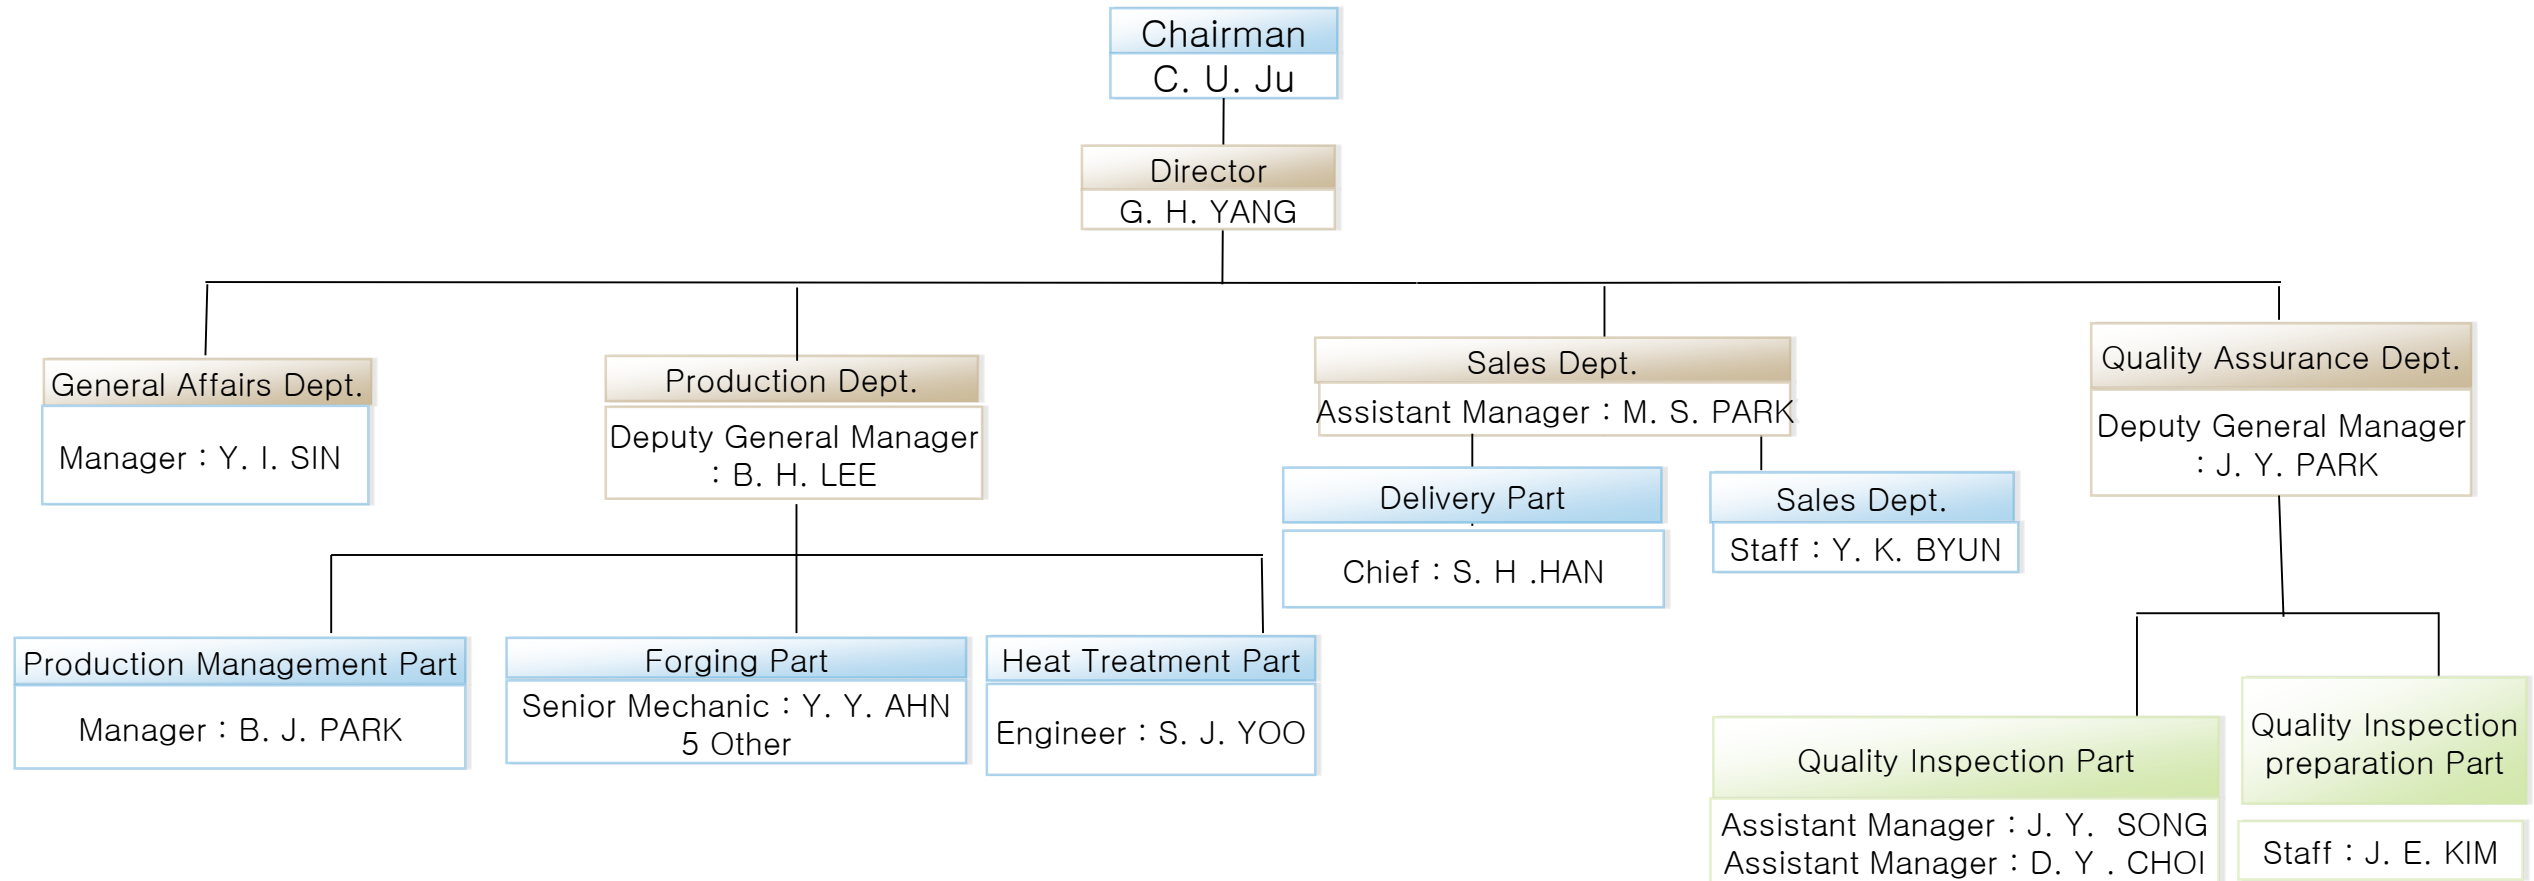 Chairman
C. U. Ju
Director
G. H. YANG
General Affairs Dept.
Manager : Y. I. SIN
Production Dept.
Deputy General Manager
: B. H. LEE
Sales Dept.
Assistant Manager : M. S. PARK
Quality Assurance Dept.
Deputy General Manager
: J. Y. PARK
Delivery Part
Chief : S. H .HAN
Sales Dept.
Staff : Y. K. BYUN
Production Management Part
Manager : B. J. PARK
Forging Part
Senior Mechanic : Y. Y. AHN
5 Other
Heat Treatment Part
Engineer : S. J. YOO
Quality Inspection Part
Assistant Manager : J. Y.  SONG
Assistant Manager : D. Y . CHOI
Quality Inspection
preparation Part
Staff : J. E. KIM